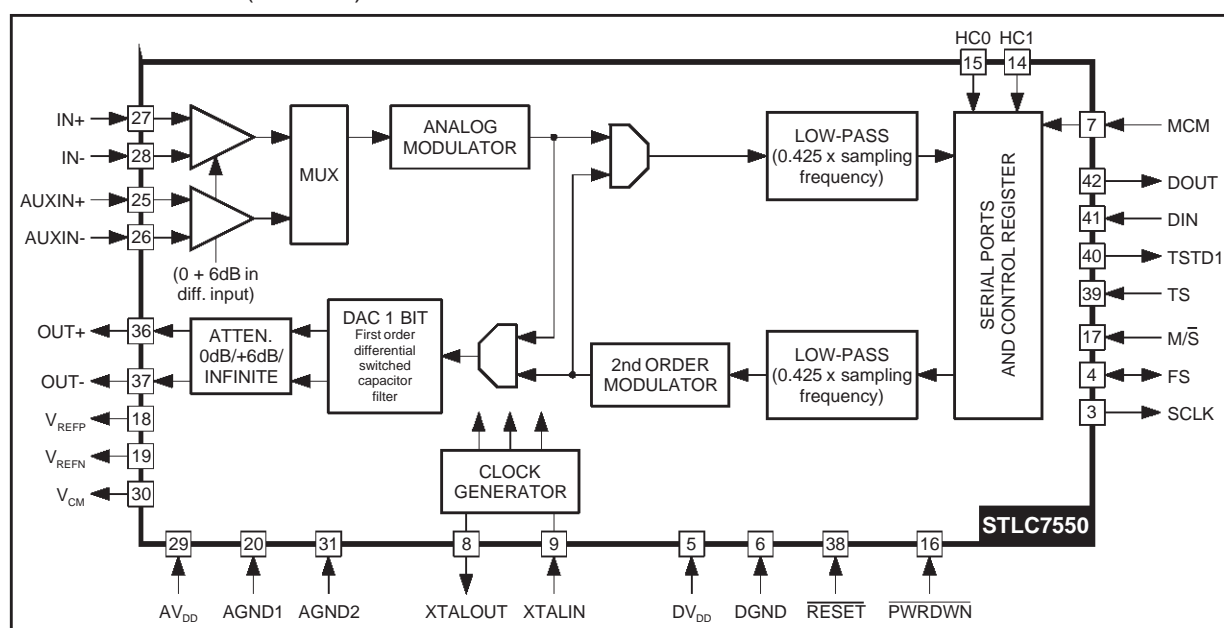 HC0 HC1
15 14
IN+ 27
IN- 28
AUXIN+ 25
AUXIN- 26
MUX
ANALOG
MODULATOR
LOW-PASS
(0.425 x sampling
frequency)
SERIAL PORTS
AND CONTROL REGISTER
7 MCM
42 DOUT
41 DIN
40 TSTD1
39 TS
17 M/S̅
4 FS
3 SCLK
(0 + 6dB in
diff. input)
OUT+ 36
OUT- 37
VREFP 18
VREFN 19
VCM 30
ATTEN.
0dB/+6dB/
INFINITE
DAC 1 BIT
First order
differential
switched
capacitor
filter
2nd ORDER
MODULATOR
LOW-PASS
(0.425 x sampling
frequency)
CLOCK
GENERATOR
STLC7550
29 20 31 8 9 5 6 38 16
AVDD AGND1 AGND2 XTALOUT XTALIN DVDD DGND RESET PWRDWN